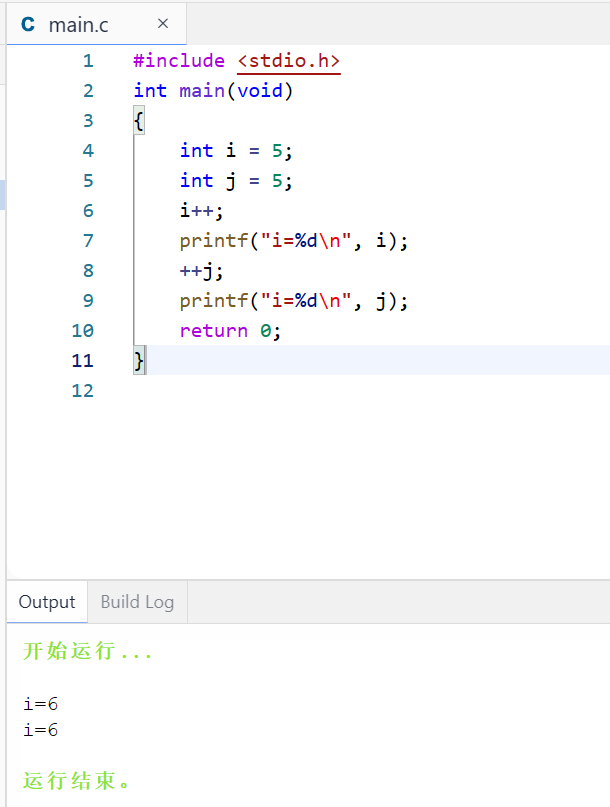 C main.c ×
1 #include <stdio.h>
2 int main(void)
3 {
4     int i = 5;
5     int j = 5;
6     i++;
7     printf("i=%d\n", i);
8     ++j;
9     printf("i=%d\n", j);
10     return 0;
11 }
12
Output Build Log
开始运行...
i=6
i=6
运行结束。